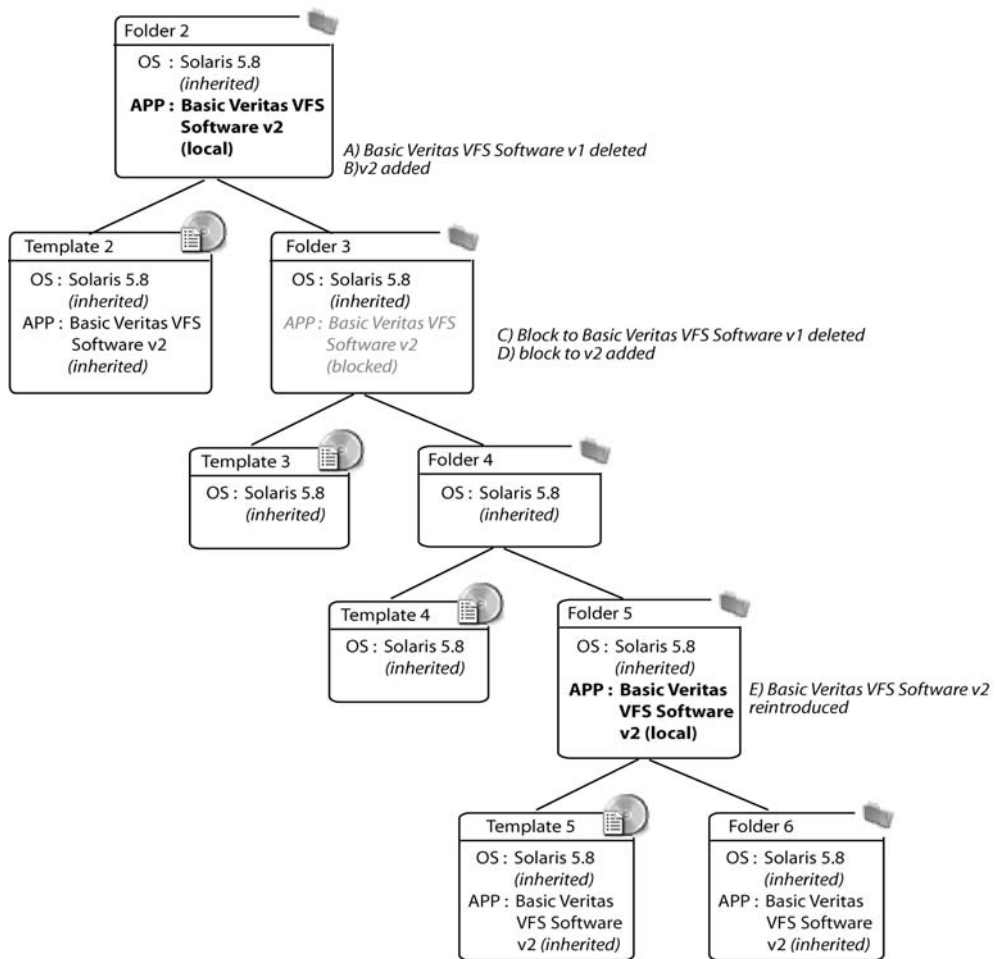 Folder 2
OS : Solaris 5.8
(inherited)
APP : Basic Veritas VFS
Software v2
(local)
A) Basic Veritas VFS Software v1 deleted
B)v2 added
Template 2
OS : Solaris 5.8
(inherited)
APP : Basic Veritas VFS
Software v2
(inherited)
Folder 3
OS : Solaris 5.8
(inherited)
APP : Basic Veritas VFS
Software v2
(blocked)
C) Block to Basic Veritas VFS Software v1 deleted
D) block to v2 added
Template 3
OS : Solaris 5.8
(inherited)
Folder 4
OS : Solaris 5.8
(inherited)
Template 4
OS : Solaris 5.8
(inherited)
Folder 5
OS : Solaris 5.8
(inherited)
APP : Basic Veritas
VFS Software
v2 (local)
E) Basic Veritas VFS Software v2
reintroduced
Template 5
OS : Solaris 5.8
(inherited)
APP : Basic Veritas
VFS Software
v2 (inherited)
Folder 6
OS : Solaris 5.8
(inherited)
APP : Basic Veritas
VFS Software
v2 (inherited)